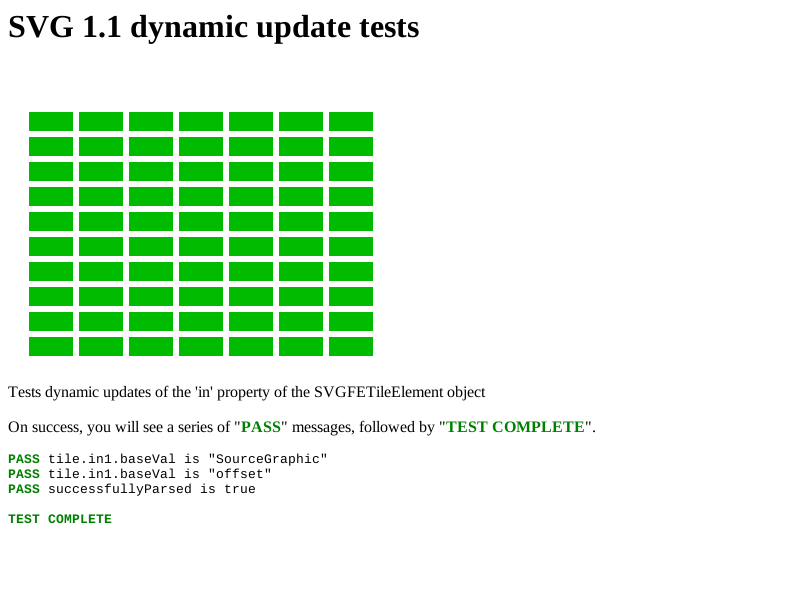 SVG 1.1 dynamic update tests
Tests dynamic updates of the 'in' property of the SVGFETileElement object
On success, you will see a series of "PASS" messages, followed by "TEST COMPLETE".
PASS tile.in1.baseVal is "SourceGraphic"
PASS tile.in1.baseVal is "offset"
PASS successfullyParsed is true
TEST COMPLETE